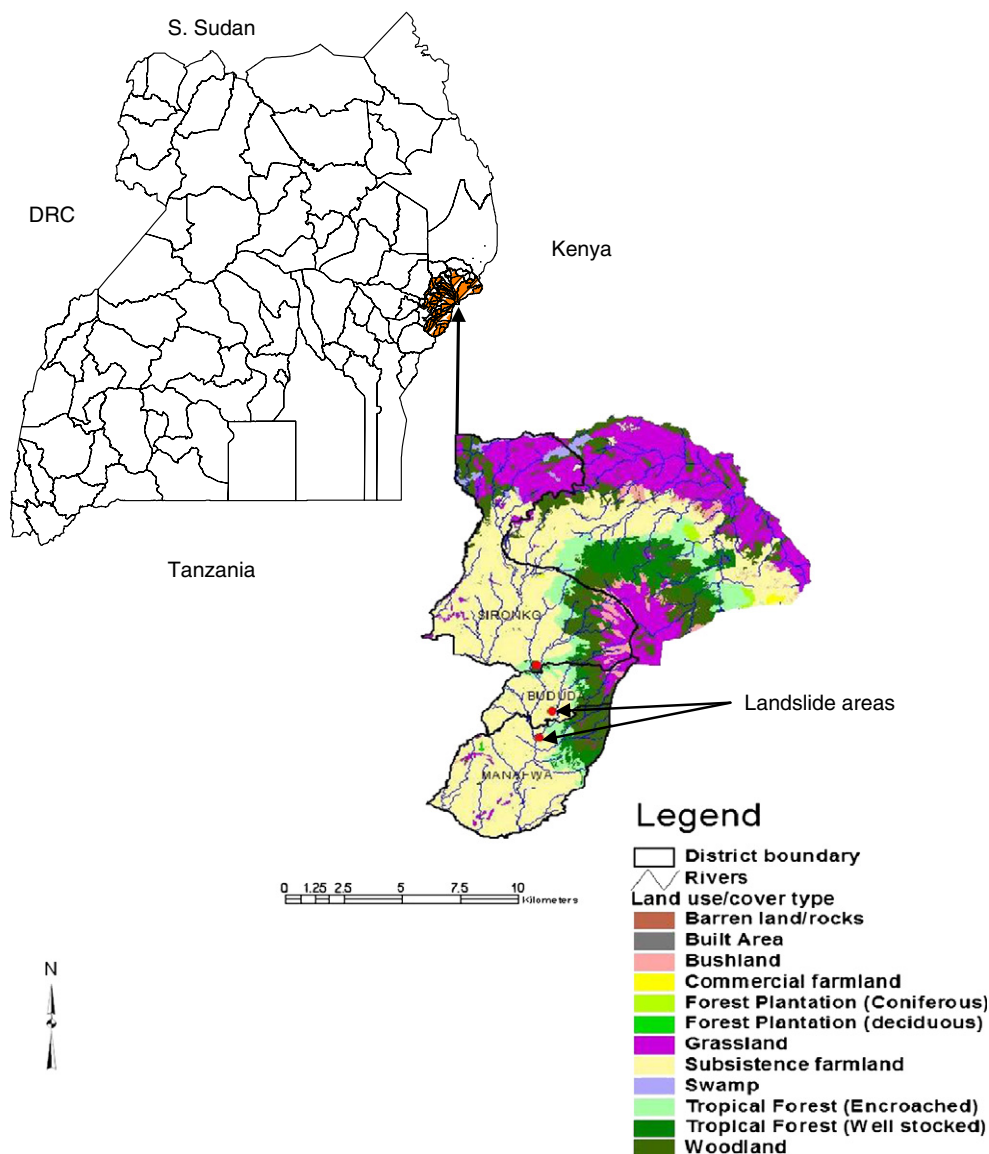 S. Sudan
DRC
Kenya
Tanzania
SIRONKO
BUDUDA
Landslide areas
MANAFWA
Legend
District boundary
Rivers
Land use/cover type
Barren land/rocks
Built Area
Bushland
Commercial farmland
Forest Plantation (Coniferous)
Forest Plantation (deciduous)
Grassland
Subsistence farmland
Swamp
Tropical Forest (Encroached)
Tropical Forest (Well stocked)
Woodland
0 1.25 2.5 5 7.5 10
Kilometers
N